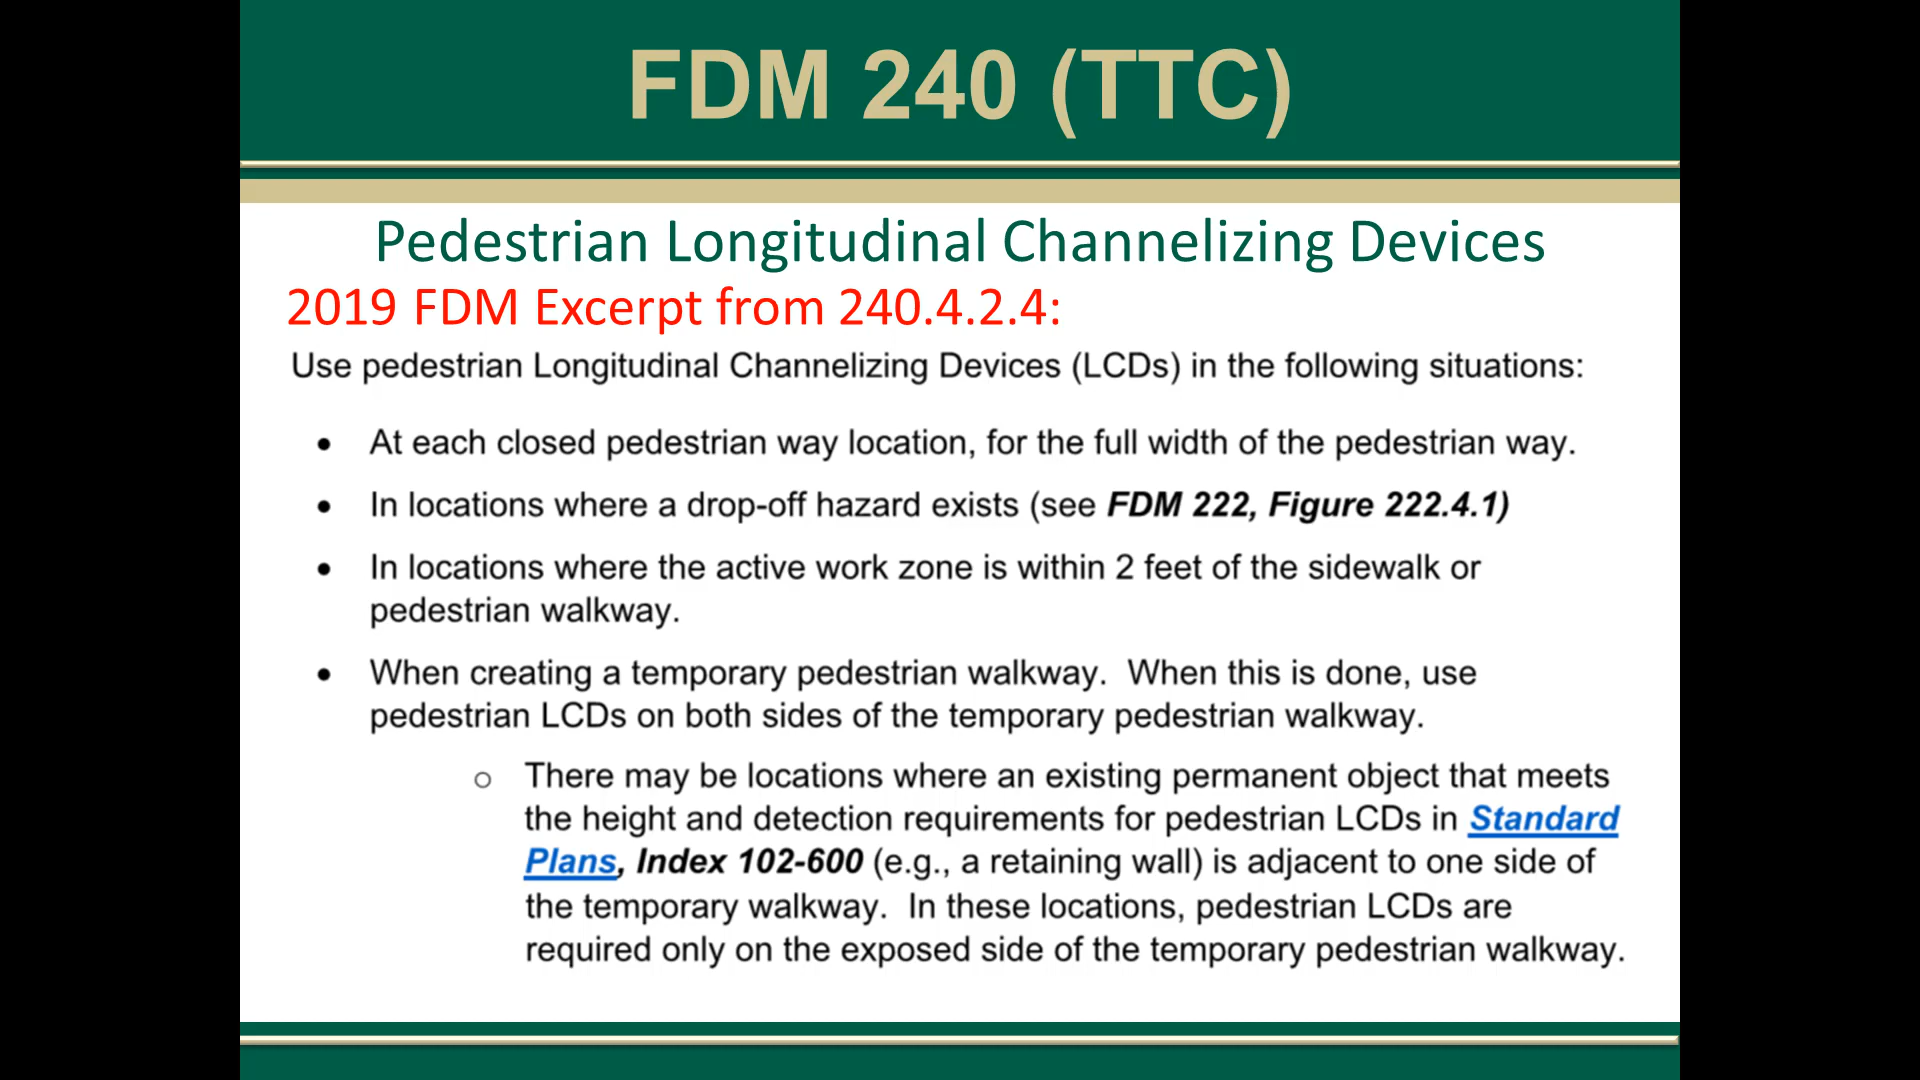 FDM 240 (TTC)
Pedestrian Longitudinal Channelizing Devices
2019 FDM Excerpt from 240.4.2.4:
Use pedestrian Longitudinal Channelizing Devices (LCDs) in the following situations:
• At each closed pedestrian way location, for the full width of the pedestrian way.
• In locations where a drop-off hazard exists (see FDM 222, Figure 222.4.1)
• In locations where the active work zone is within 2 feet of the sidewalk or
pedestrian walkway.
• When creating a temporary pedestrian walkway.  When this is done, use
pedestrian LCDs on both sides of the temporary pedestrian walkway.
○ There may be locations where an existing permanent object that meets
the height and detection requirements for pedestrian LCDs in Standard
Plans, Index 102-600 (e.g., a retaining wall) is adjacent to one side of
the temporary walkway.  In these locations, pedestrian LCDs are
required only on the exposed side of the temporary pedestrian walkway.